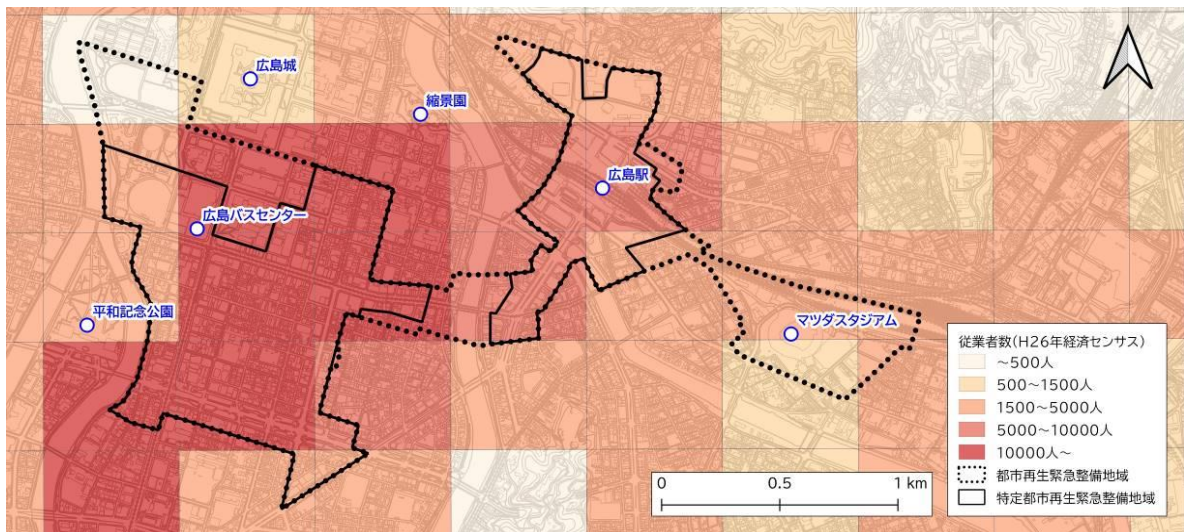 広島城
縮景園
広島駅
広島バスセンター
平和記念公園
マツダスタジアム
従業者数(H26年経済センサス)
～500人
500～1500人
1500～5000人
5000～10000人
10000人～
都市再生緊急整備地域
特定都市再生緊急整備地域
0 0.5 1 km